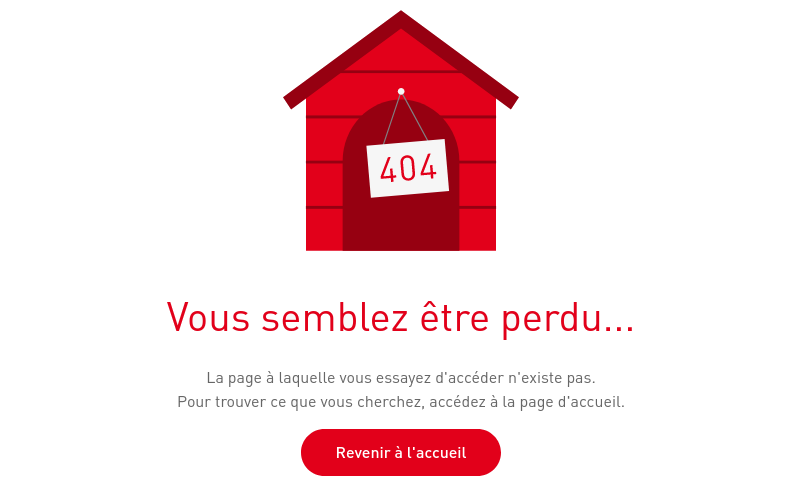 404
Vous semblez être perdu...
La page à laquelle vous essayez d'accéder n'existe pas.
Pour trouver ce que vous cherchez, accédez à la page d'accueil.
Revenir à l'accueil